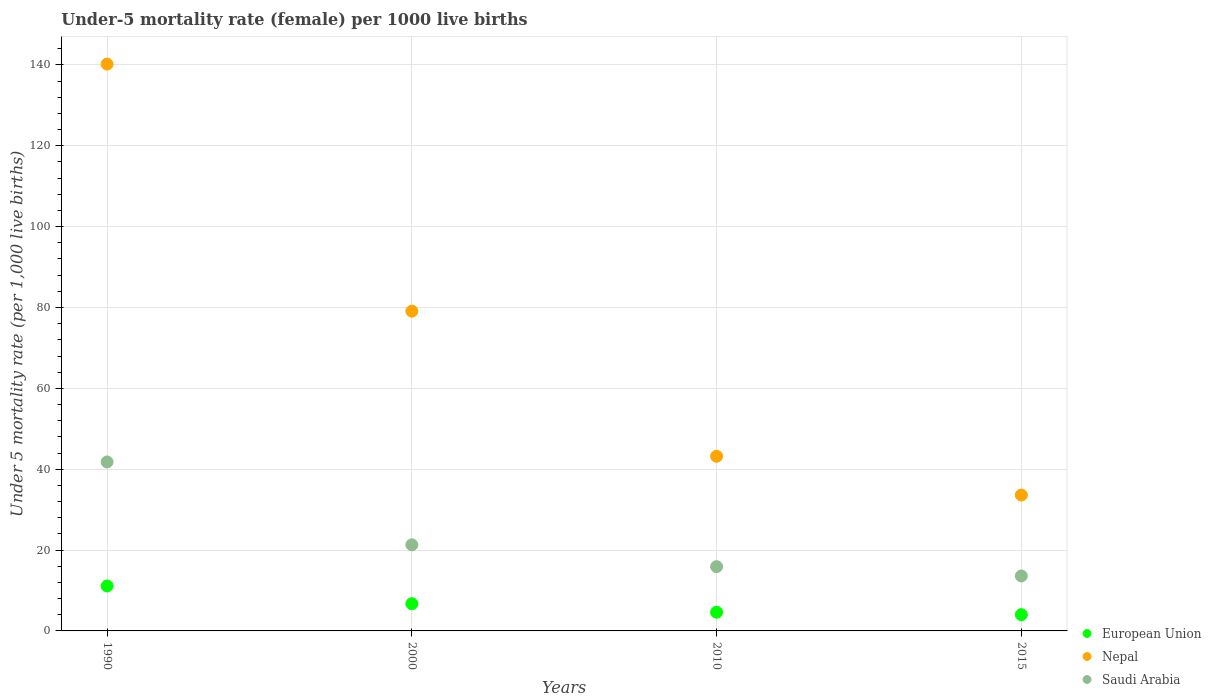 Under-5 mortality rate (female) per 1000 live births
Under 5 mortality rate (per 1,000 live births)
140
120
100
80
60
40
20
0
1990
2000
2010
2015
Years
European Union
Nepal
Saudi Arabia